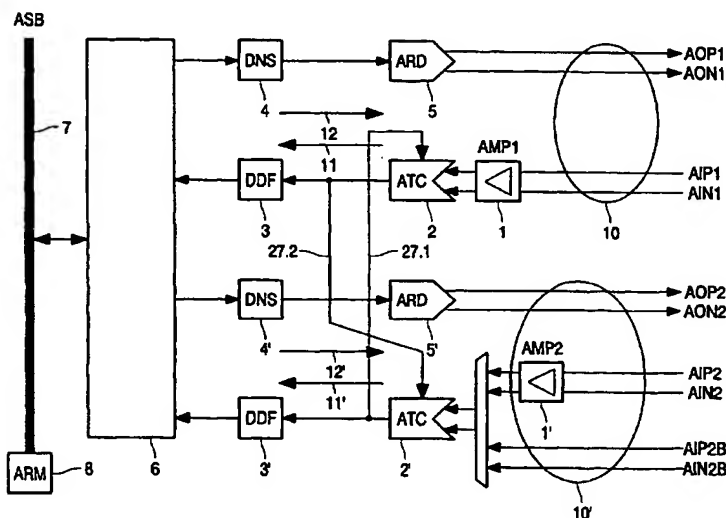 ASB
DNS
ARD
AOP1
AON1
4
5
7
12
11
AMP1
DDF
ATC
AIP1
AIN1
3
2
1
10
27.2
27.1
DNS
ARD
AOP2
AON2
4'
5'
12'
11'
AMP2
AIP2
AIN2
DDF
ATC
1'
AIP2B
AIN2B
ARM
8
6
3'
2'
10'